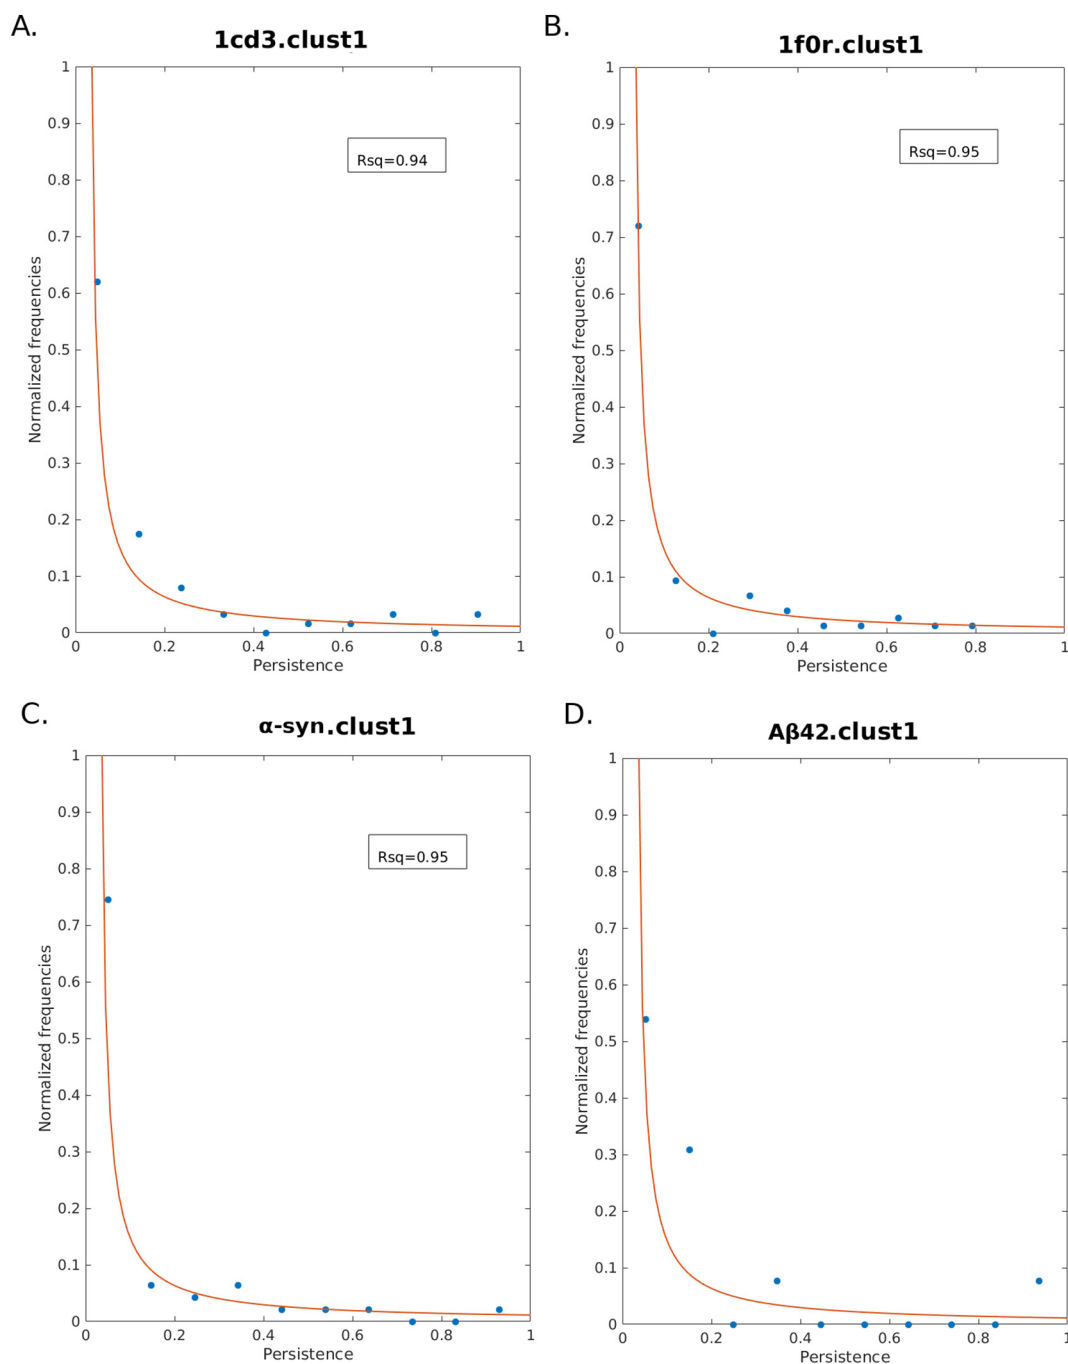 A.
1cd3.clust1
1
0.9
0.8
0.7
0.6
0.5
0.4
0.3
0.2
0.1
0
Normalized frequencies
Rsq=0.94
0 0.2 0.4 0.6 0.8 1
Persistence
B.
1f0r.clust1
1
0.9
0.8
0.7
0.6
0.5
0.4
0.3
0.2
0.1
0
Normalized frequencies
Rsq=0.95
0 0.2 0.4 0.6 0.8 1
Persistence
C.
α-syn.clust1
1
0.9
0.8
0.7
0.6
0.5
0.4
0.3
0.2
0.1
0
Normalized frequencies
Rsq=0.95
0 0.2 0.4 0.6 0.8 1
Persistence
D.
Aβ42.clust1
1
0.9
0.8
0.7
0.6
0.5
0.4
0.3
0.2
0.1
0
Normalized frequencies
0 0.2 0.4 0.6 0.8 1
Persistence